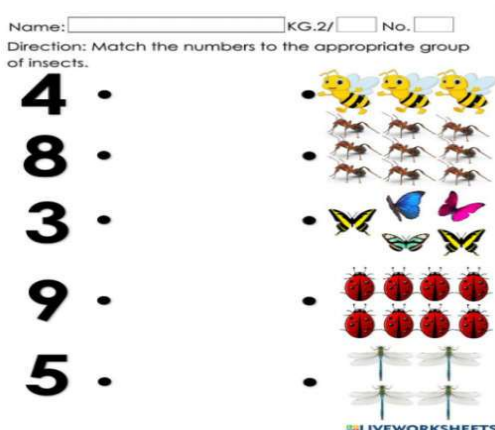 Name: KG.2/ No.
Direction: Match the numbers to the appropriate group
of insects.
4
8
3
9
5
LIVEWORKSHEETS